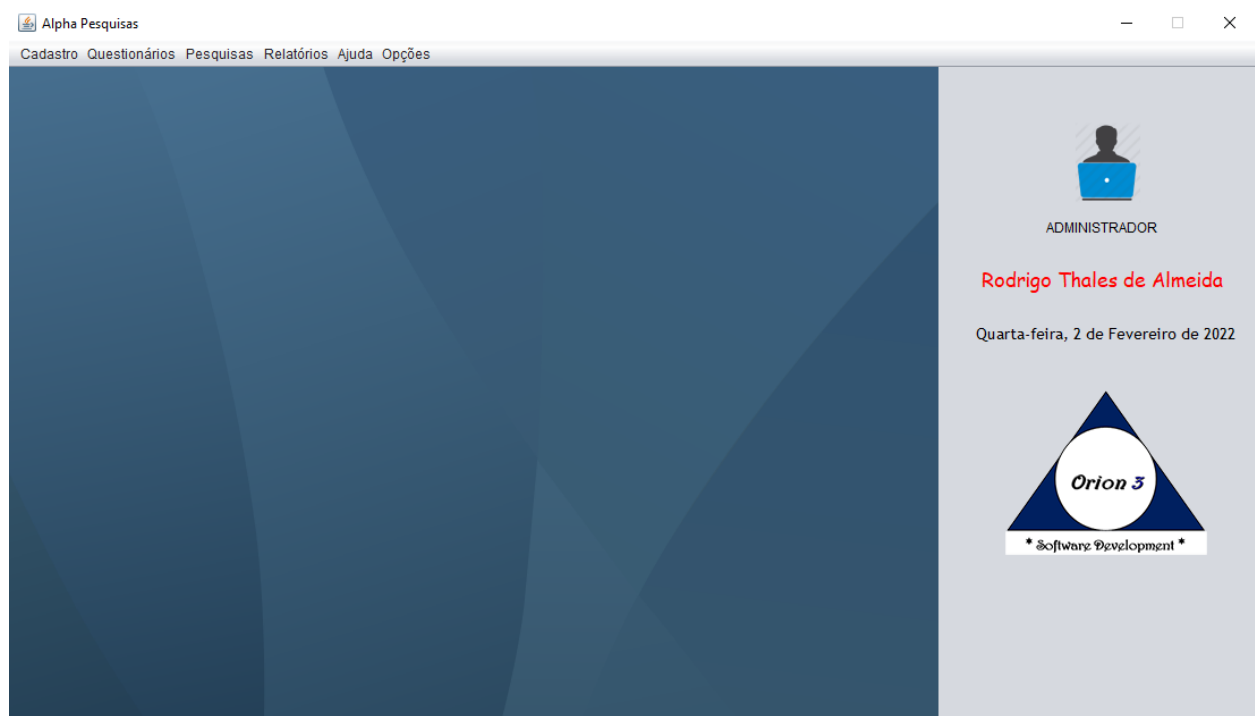 Alpha Pesquisas
Cadastro Questionários Pesquisas Relatórios Ajuda Opções
ADMINISTRADOR
Rodrigo Thales de Almeida
Quarta-feira, 2 de Fevereiro de 2022
Orion 3
* Software Development *